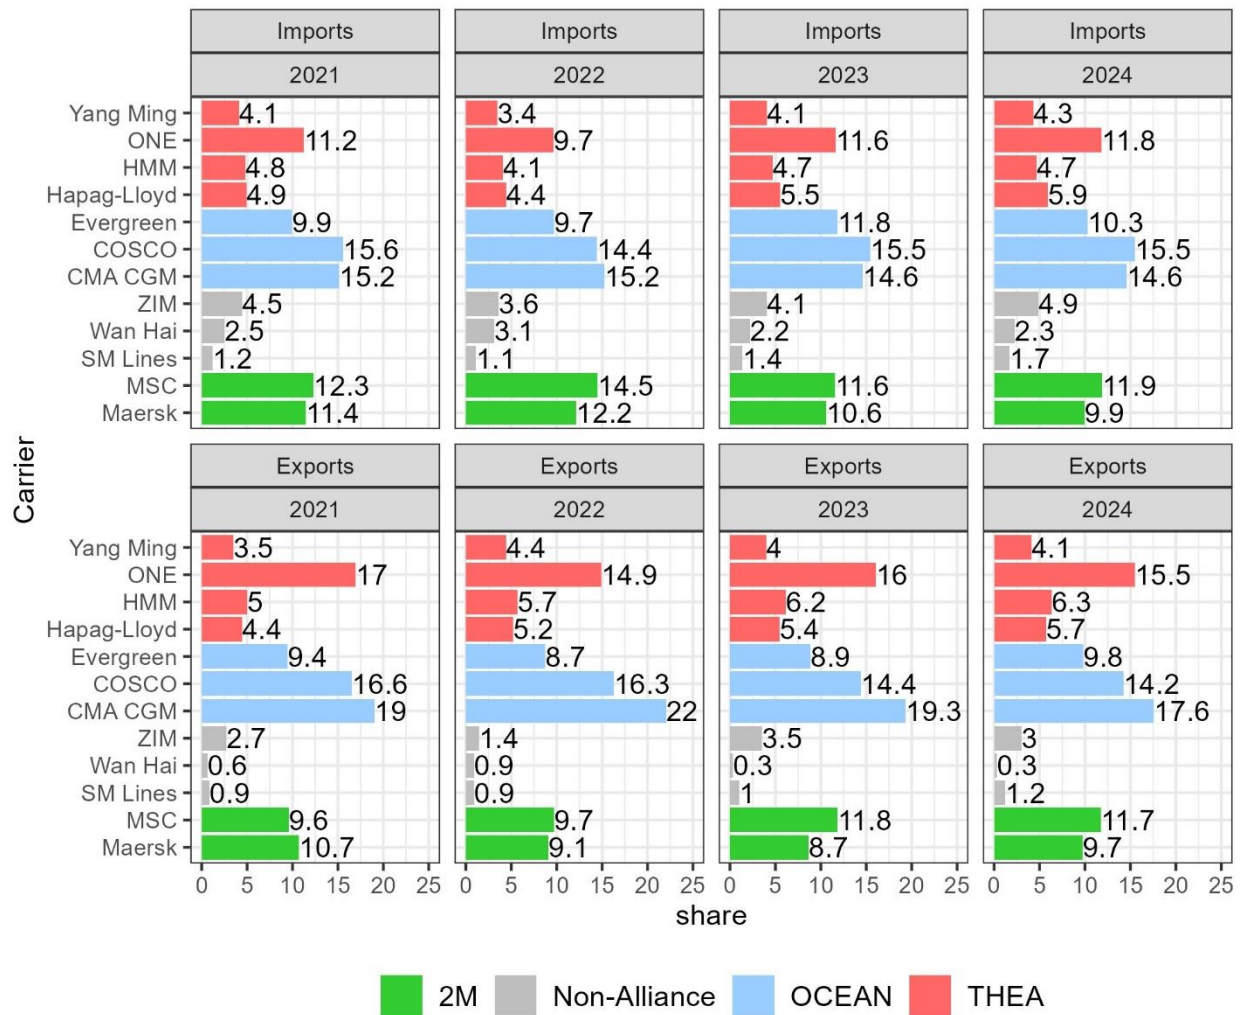 Imports Imports Imports Imports
2021 2022 2023 2024
Yang Ming 4.1 3.4 4.1 4.3
ONE 11.2 9.7 11.6 11.8
HMM 4.8 4.1 4.7 4.7
Hapag-Lloyd 4.9 4.4 5.5 5.9
Evergreen 9.9 9.7 11.8 10.3
COSCO 15.6 14.4 15.5 15.5
CMA CGM 15.2 15.2 14.6 14.6
ZIM 4.5 3.6 4.1 4.9
Wan Hai 2.5 3.1 2.2 2.3
SM Lines 1.2 1.1 1.4 1.7
MSC 12.3 14.5 11.6 11.9
Maersk 11.4 12.2 10.6 9.9
Carrier
Exports Exports Exports Exports
2021 2022 2023 2024
Yang Ming 3.5 4.4 4 4.1
ONE 17 14.9 16 15.5
HMM 5 5.7 6.2 6.3
Hapag-Lloyd 4.4 5.2 5.4 5.7
Evergreen 9.4 8.7 8.9 9.8
COSCO 16.6 16.3 14.4 14.2
CMA CGM 19 22 19.3 17.6
ZIM 2.7 1.4 3.5 3
Wan Hai 0.6 0.9 0.3 0.3
SM Lines 0.9 0.9 1 1.2
MSC 9.6 9.7 11.8 11.7
Maersk 10.7 9.1 8.7 9.7
0 5 10 15 20 25 0 5 10 15 20 25 0 5 10 15 20 25 0 5 10 15 20 25
share
2M Non-Alliance OCEAN THEA